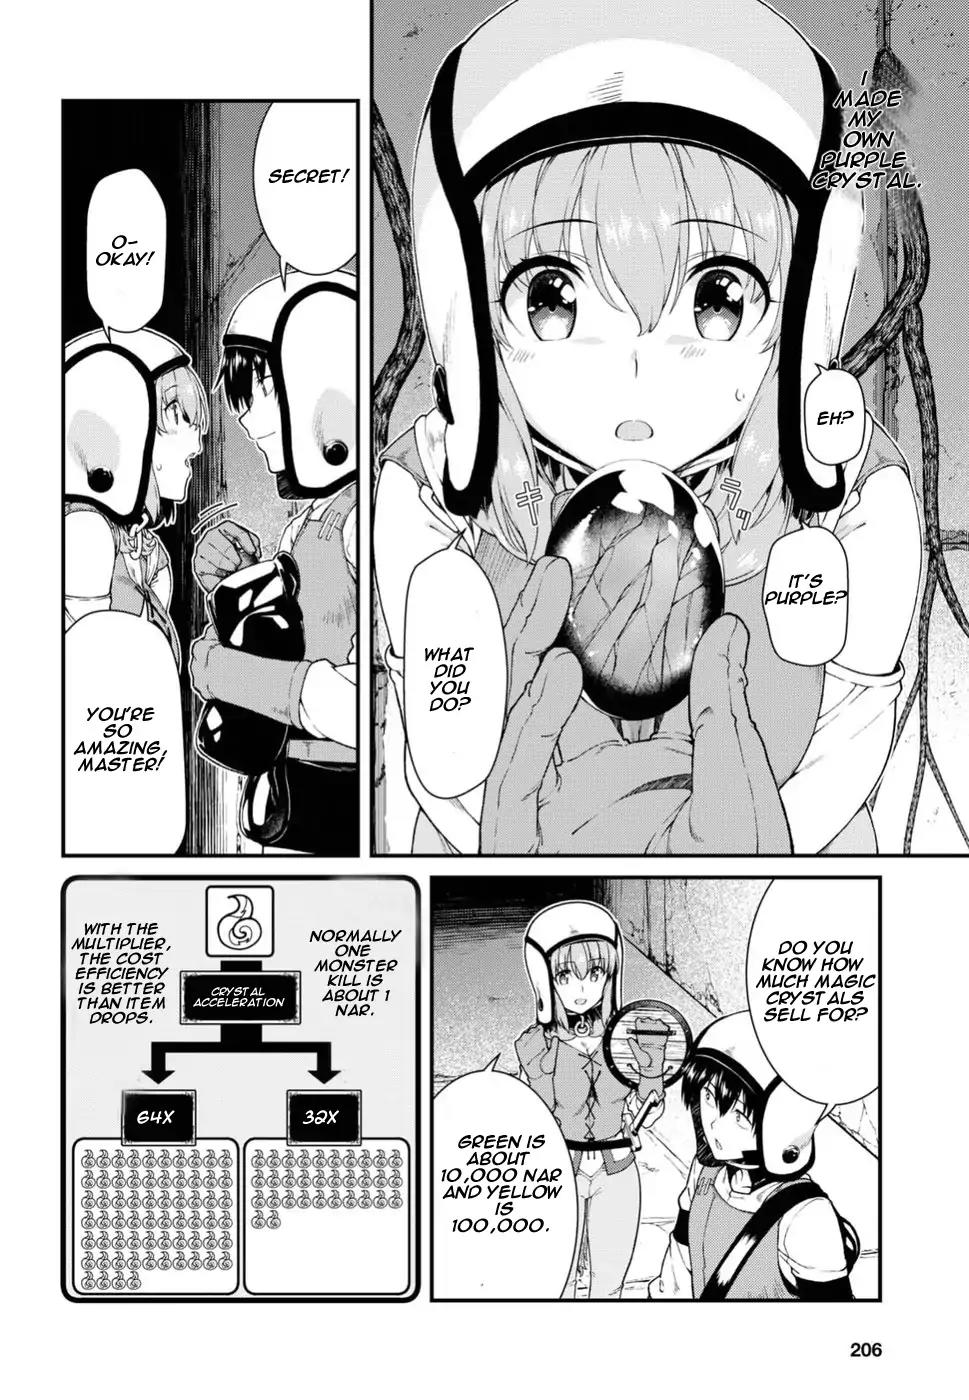 I
MADE
MY
OWN
PURPLE
CRYSTAL.
EH?
IT'S
PURPLE?
キラッ
WHAT
DID
YOU
DO?
SECRET!
O-
OKAY!
YOU'RE
SO
AMAZING,
MASTER!
DO YOU
KNOW HOW
MUCH MAGIC
CRYSTALS
SELL FOR?
GREEN IS
ABOUT
10,000 NAR
AND YELLOW
IS
100,000.
NORMALLY
ONE
MONSTER
KILL IS
ABOUT 1
NAR.
WITH THE
MULTIPLIER,
THE COST
EFFICIENCY
IS BETTER
THAN ITEM
DROPS.
CRYSTAL
ACCELERATION
64X
32X
206